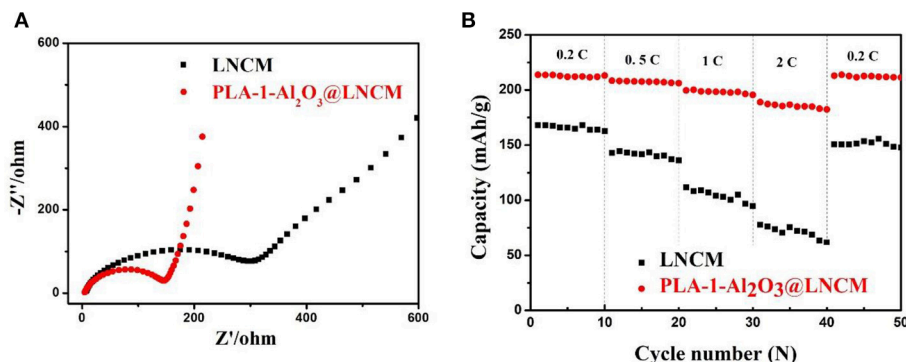 A
600
400
200
0
-Z''/ohm
LNCM
PLA-1-Al₂O₃@LNCM
0 200 400 600
Z'/ohm
B
250
200
150
100
50
0
Capacity (mAh/g)
0.2 C 0. 5 C 1 C 2 C 0.2 C
LNCM
PLA-1-Al2O3@LNCM
0 10 20 30 40 50
Cycle number (N)